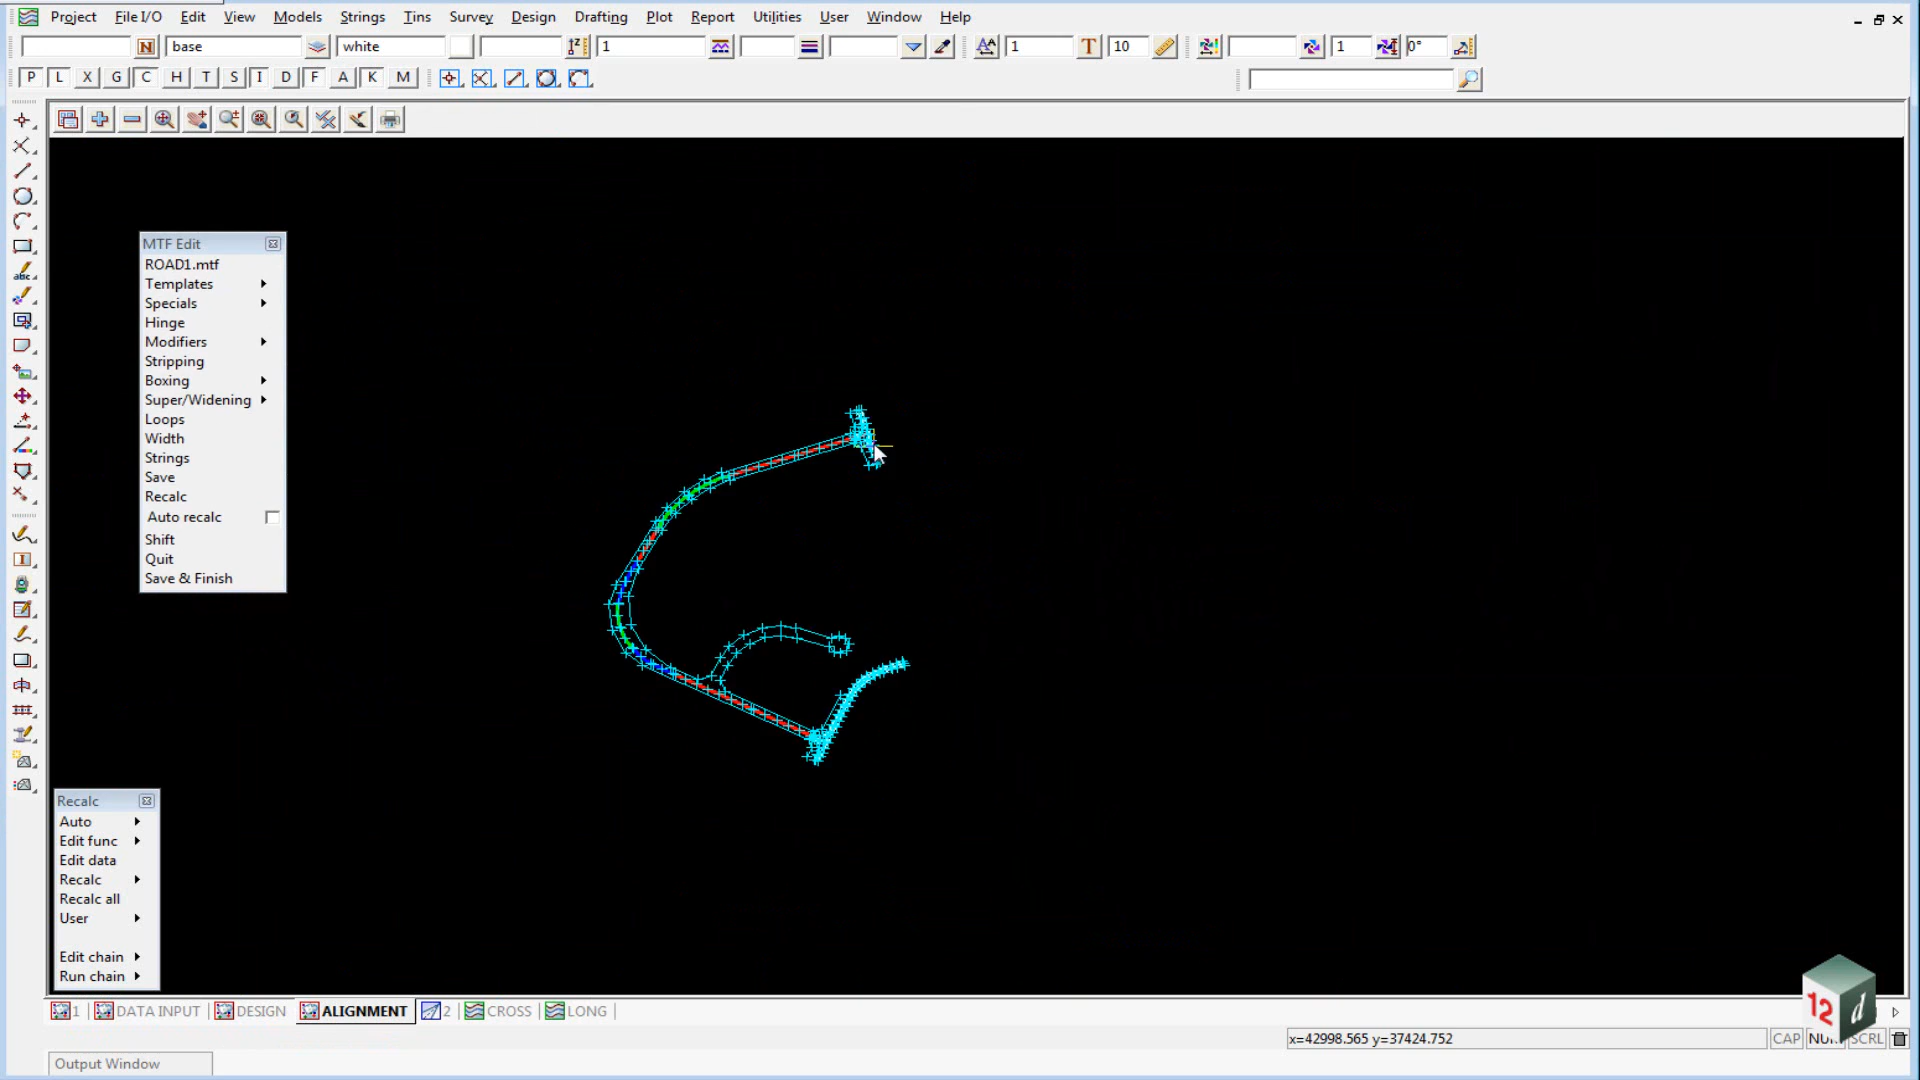 Project File I/O Edit View Models Strings Tins Survey Design Drafting Plot Report Utilities User Window Help
N base white 1 T 1 10 1 0°
P L X G C H T S I D F A K M
MTF Edit
ROAD1.mtf
Templates
Specials
Hinge
Modifiers
Stripping
Boxing
Super/Widening
Loops
Width
Strings
Save
Recalc
Auto recalc
Shift
Quit
Save & Finish
Recalc
Auto
Edit func
Edit data
Recalc
Recalc all
User
Edit chain
Run chain
1 DATA INPUT DESIGN ALIGNMENT 2 CROSS LONG
12 d
x=42998.565 y=37424.752 CAP NUM SCRL
Output Window